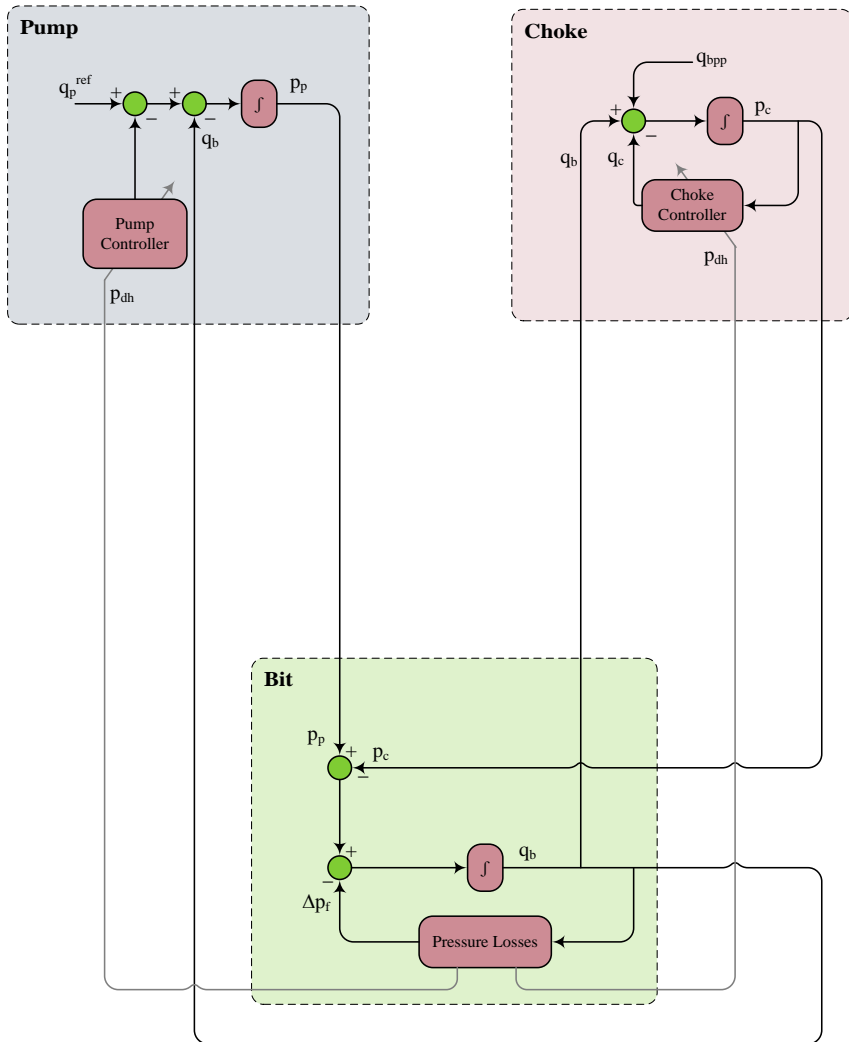 Pump
q_p^ref
+
−
+
−
∫
p_p
q_b
Pump
Controller
p_dh
Choke
q_bpp
+
−
∫
p_c
q_b
q_c
Choke
Controller
p_dh
Bit
p_p
+
p_c
−
+
−
∫
q_b
Δp_f
Pressure Losses